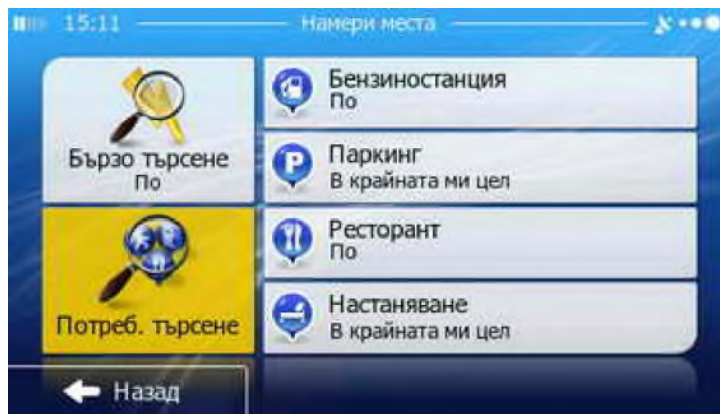 15:11
Намери места
Бързо търсене
По
Потреб. търсене
Бензиностанция
По
Паркинг
В крайната ми цел
Ресторант
По
Настаняване
В крайната ми цел
Назад